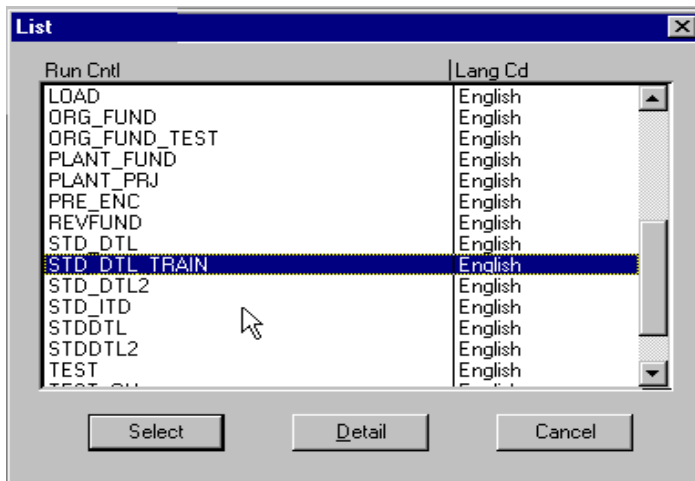 List
Run Cntl Lang Cd
LOAD English
ORG_FUND English
ORG_FUND_TEST English
PLANT_FUND English
PLANT_PRJ English
PRE_ENC English
REVFUND English
STD_DTL English
STD_DTL_TRAIN English
STD_DTL2 English
STD_ITD English
STDDTL English
STDDTL2 English
TEST English
Select Detail Cancel